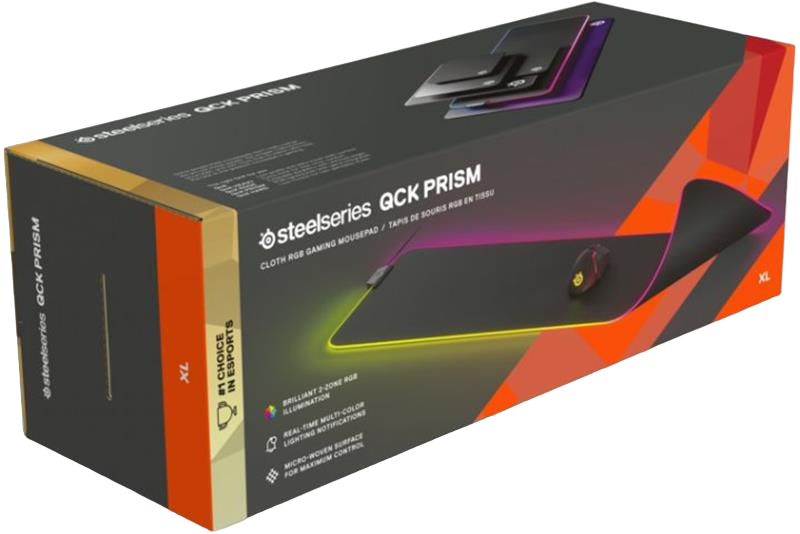 steelseries QCK PRISM
steelseries QCK PRISM
CLOTH RGB GAMING MOUSEPAD / TAPIS DE SOURIS RGB EN TISSU
XL
BRILLIANT 2-ZONE RGB
ILLUMINATION
REAL-TIME MULTI-COLOR
LIGHTING NOTIFICATIONS
MICRO-WOVEN SURFACE
FOR MAXIMUM CONTROL
steelseries QCK PRISM
XL
#1 CHOICE
IN ESPORTS